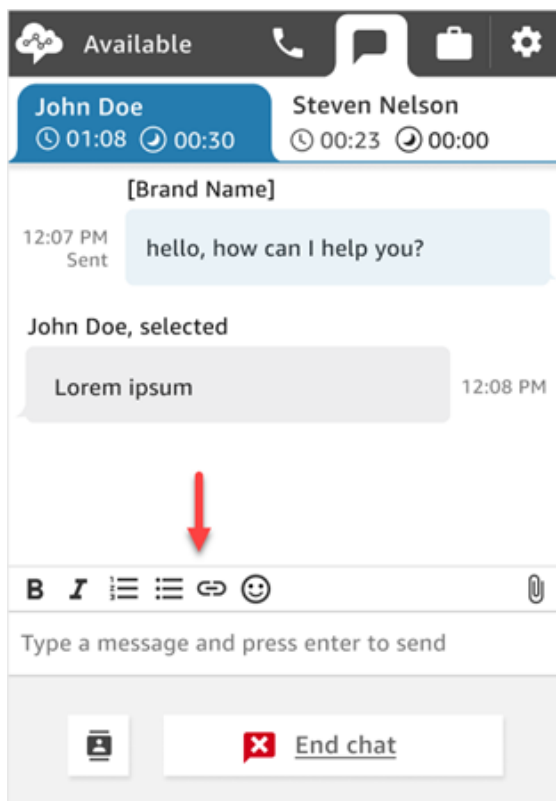 Available
John Doe
01:08 00:30
Steven Nelson
00:23 00:00
[Brand Name]
12:07 PM
Sent
hello, how can I help you?
John Doe, selected
Lorem ipsum
12:08 PM
B I
Type a message and press enter to send
End chat